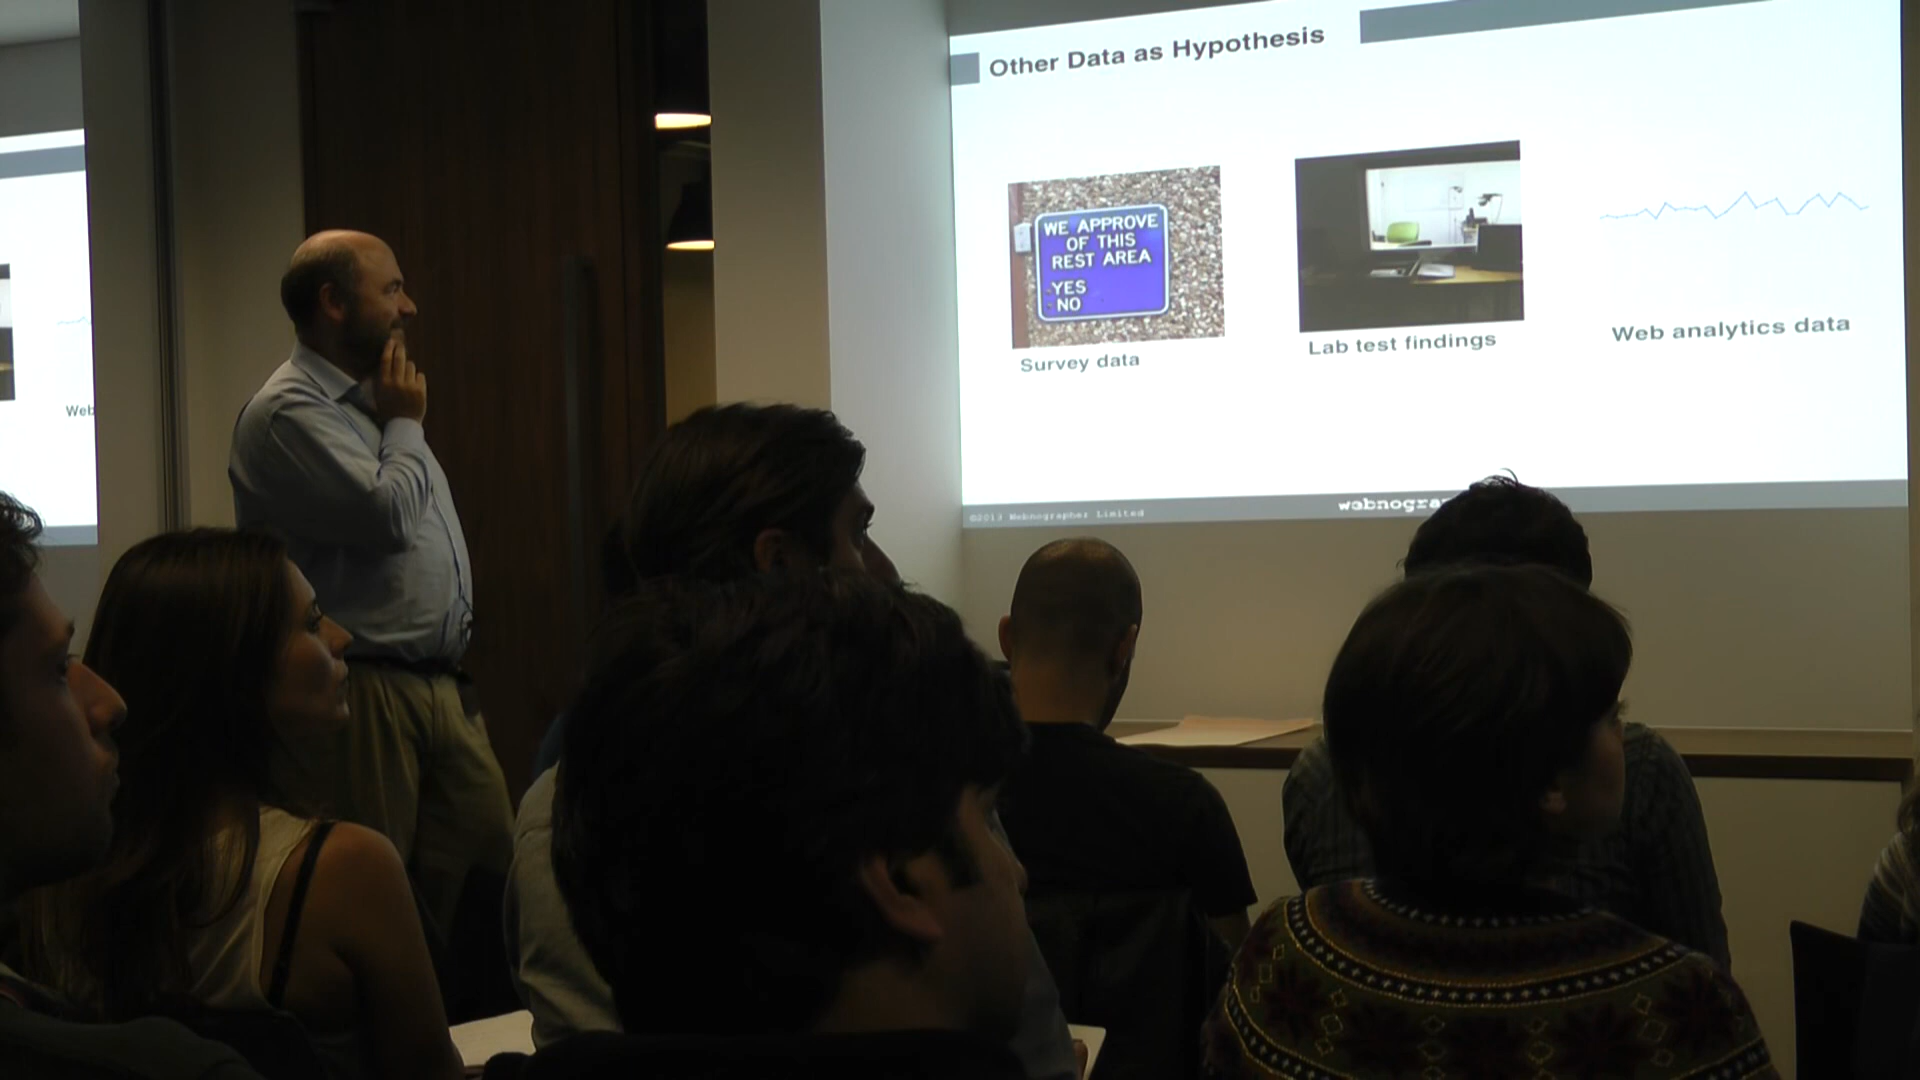 Other Data as Hypothesis
WE APPROVE
OF THIS
REST AREA
-YES
-NO
Survey data
Lab test findings
Web analytics data
©2013 Webnographer Limited
webnogra
Web